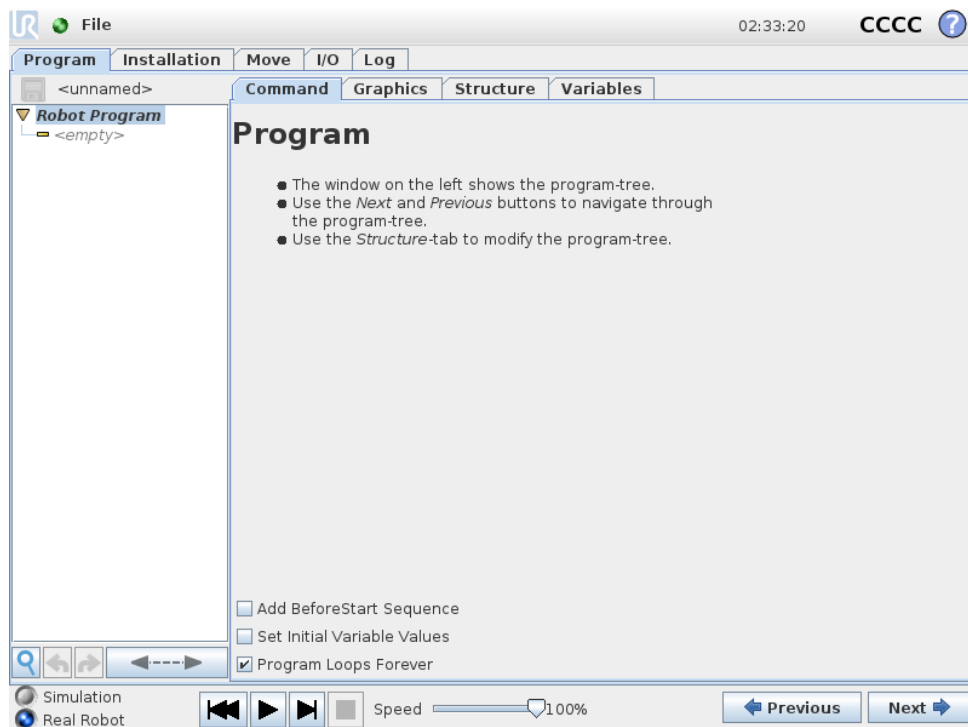 UR File 02:33:20 CCCC ?
Program Installation Move I/O Log
<unnamed>
Command Graphics Structure Variables
Robot Program
<empty>
Program
The window on the left shows the program-tree.
Use the Next and Previous buttons to navigate through
the program-tree.
Use the Structure-tab to modify the program-tree.
Add BeforeStart Sequence
Set Initial Variable Values
Program Loops Forever
Simulation
Real Robot
Speed 100%
Previous Next